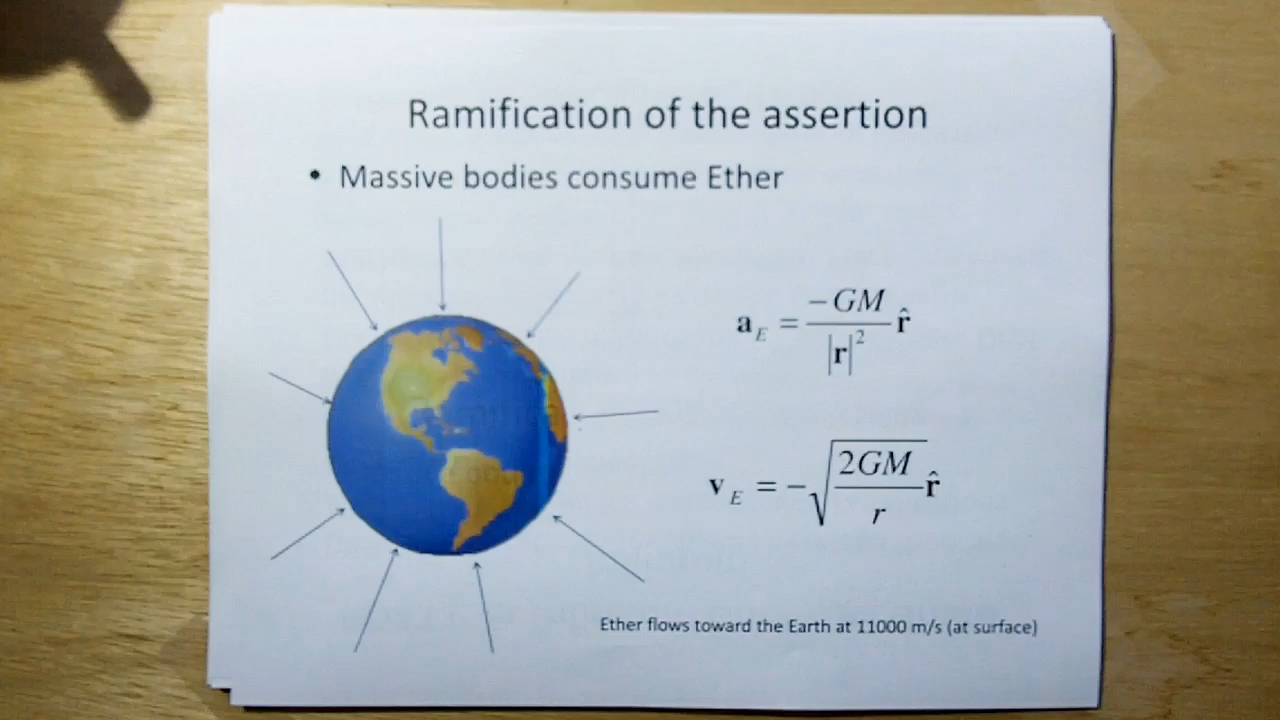 Ramification of the assertion
• Massive bodies consume Ether
a_E = -GM / |r|² r̂
v_E = -√(2GM / r) r̂
Ether flows toward the Earth at 11000 m/s (at surface)